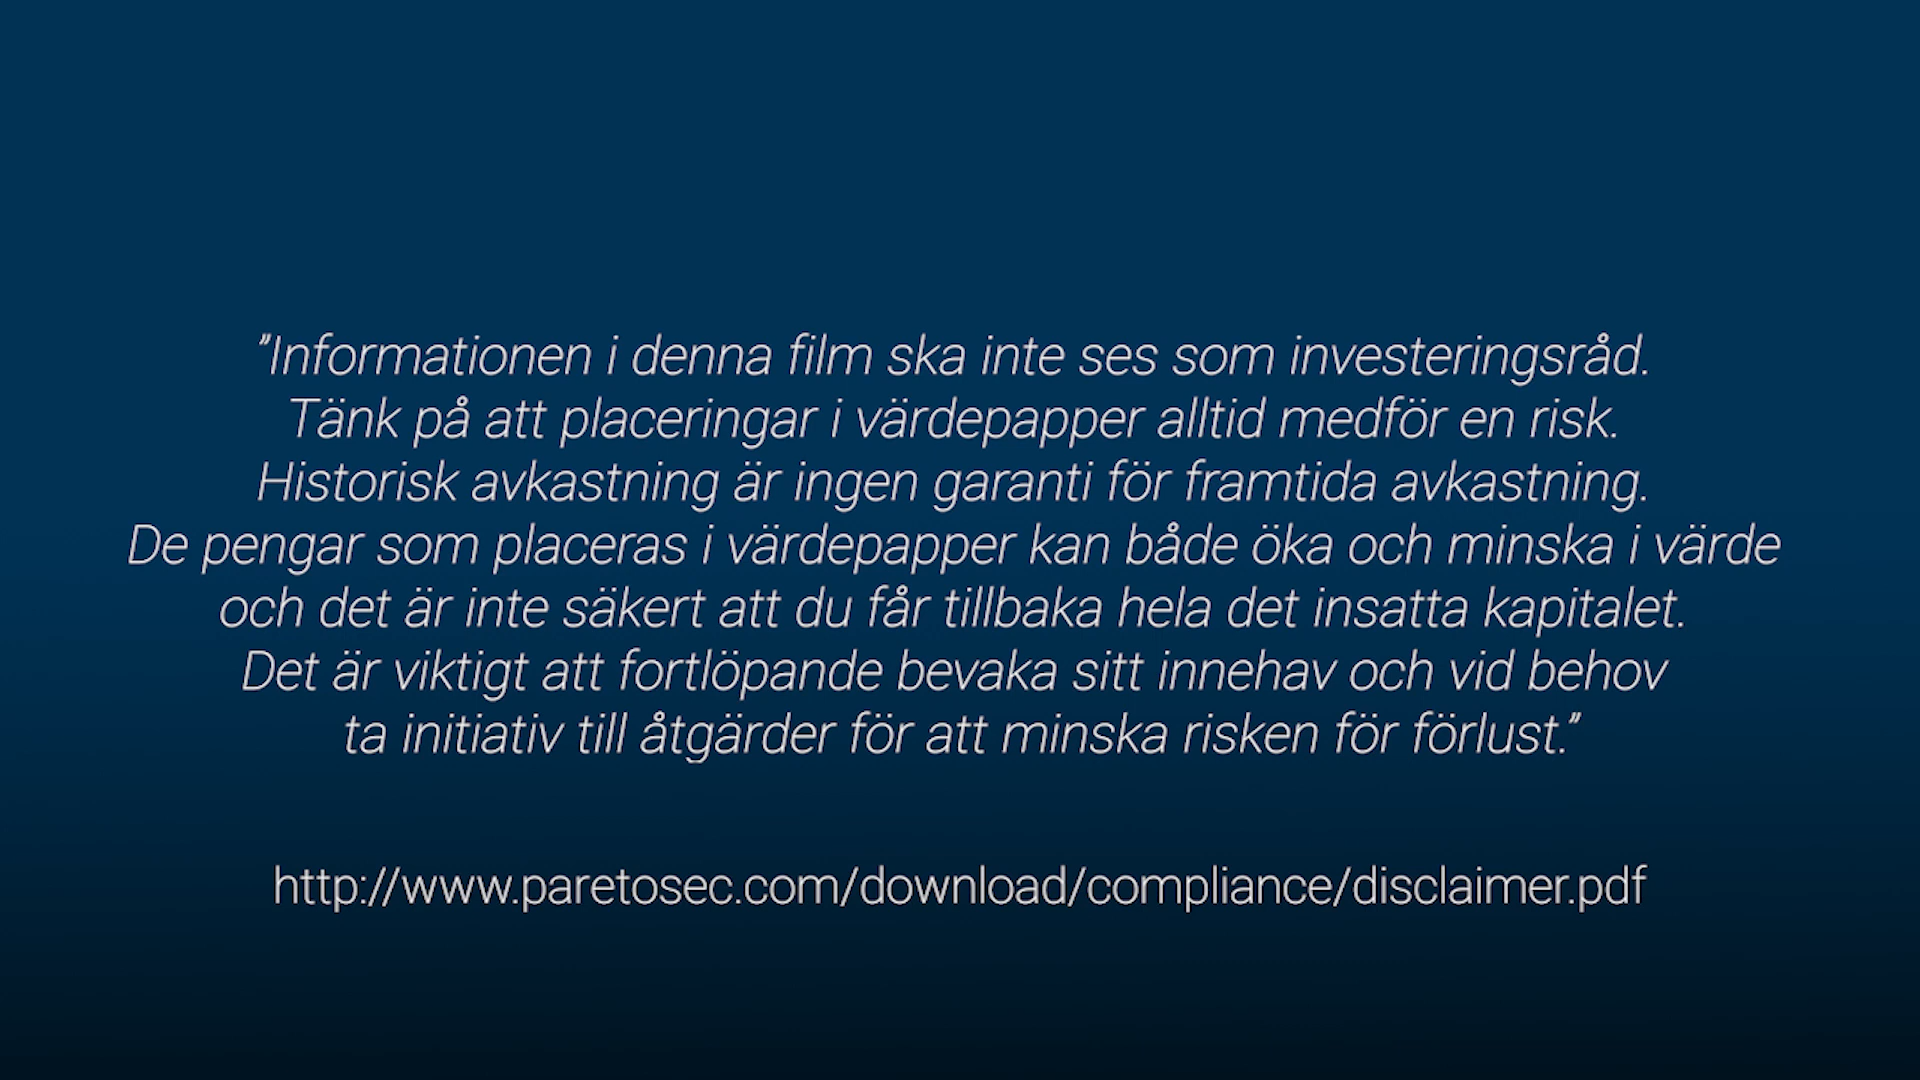 ”Informationen i denna film ska inte ses som investeringsråd.
Tänk på att placeringar i värdepapper alltid medför en risk.
Historisk avkastning är ingen garanti för framtida avkastning.
De pengar som placeras i värdepapper kan både öka och minska i värde
och det är inte säkert att du får tillbaka hela det insatta kapitalet.
Det är viktigt att fortlöpande bevaka sitt innehav och vid behov
ta initiativ till åtgärder för att minska risken för förlust.”
http://www.paretosec.com/download/compliance/disclaimer.pdf